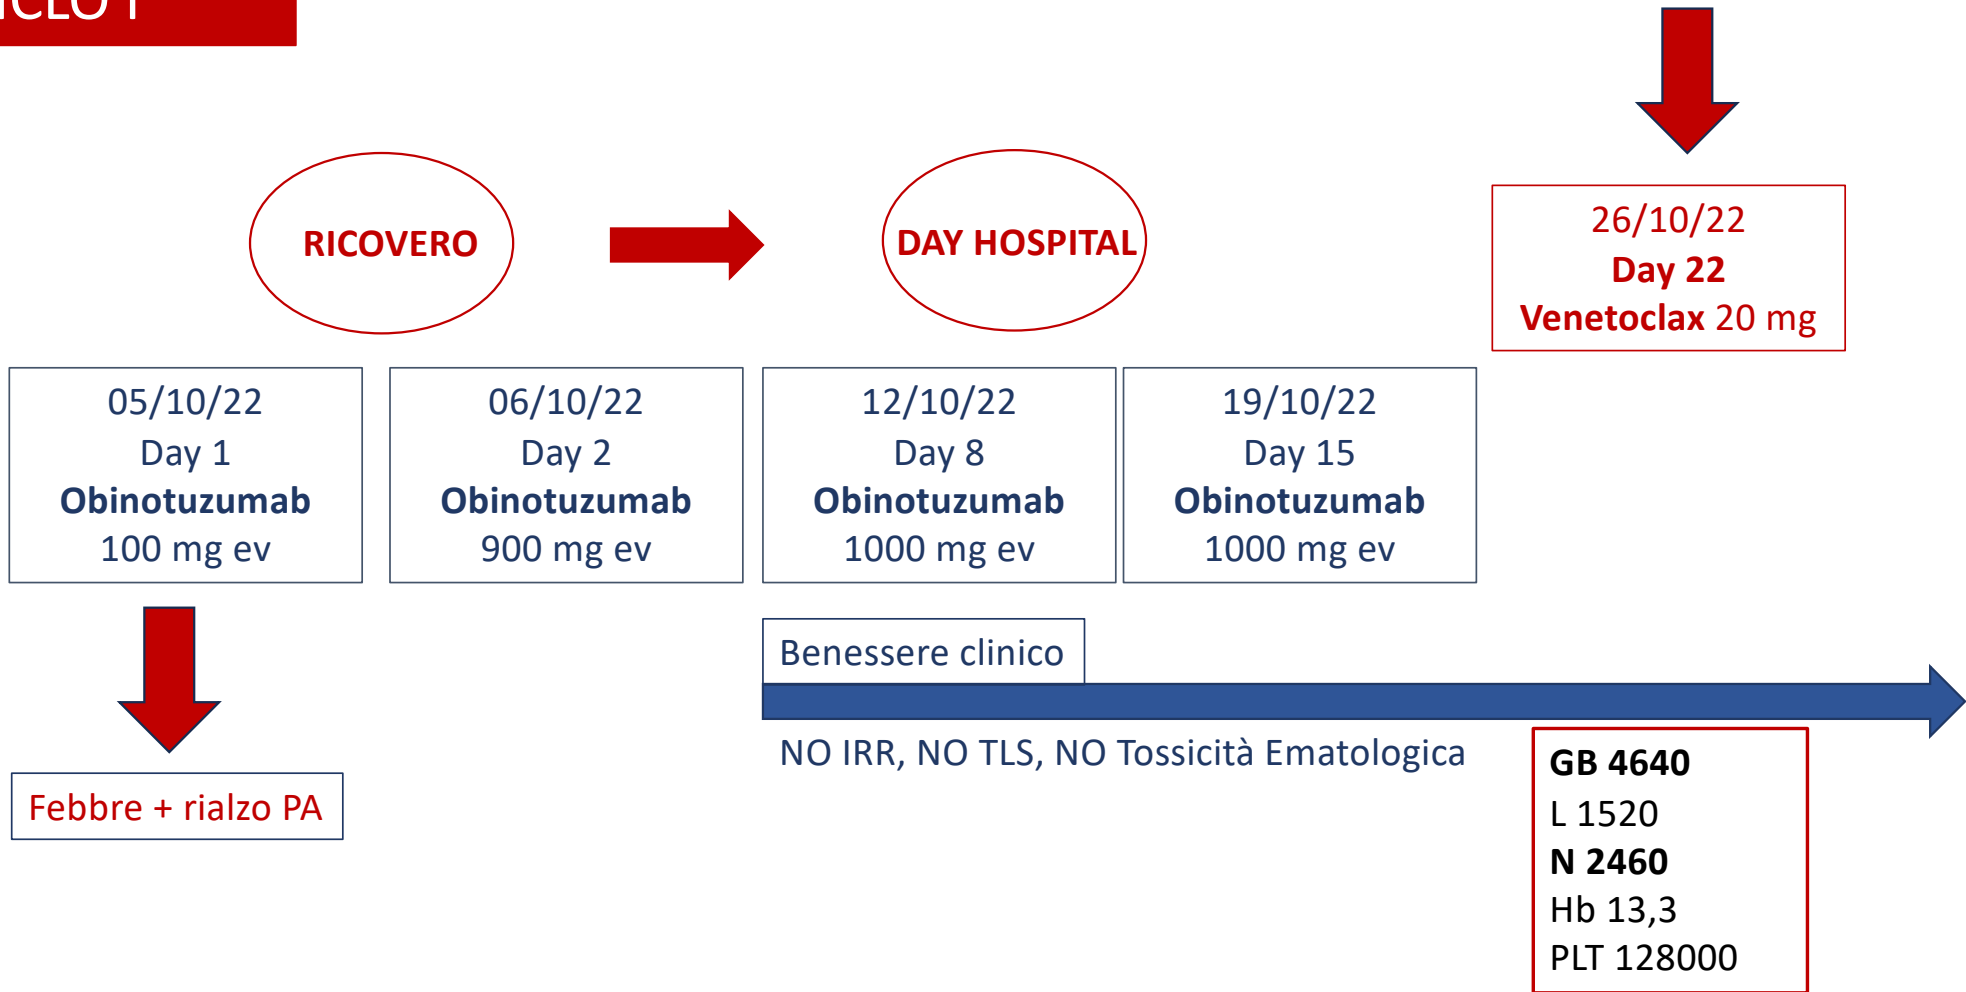 ICLO I
RICOVERO
DAY HOSPITAL
26/10/22
Day 22
Venetoclax 20 mg
05/10/22
Day 1
Obinotuzumab
100 mg ev
06/10/22
Day 2
Obinotuzumab
900 mg ev
12/10/22
Day 8
Obinotuzumab
1000 mg ev
19/10/22
Day 15
Obinotuzumab
1000 mg ev
Benessere clinico
NO IRR, NO TLS, NO Tossicità Ematologica
Febbre + rialzo PA
GB 4640
L 1520
N 2460
Hb 13,3
PLT 128000